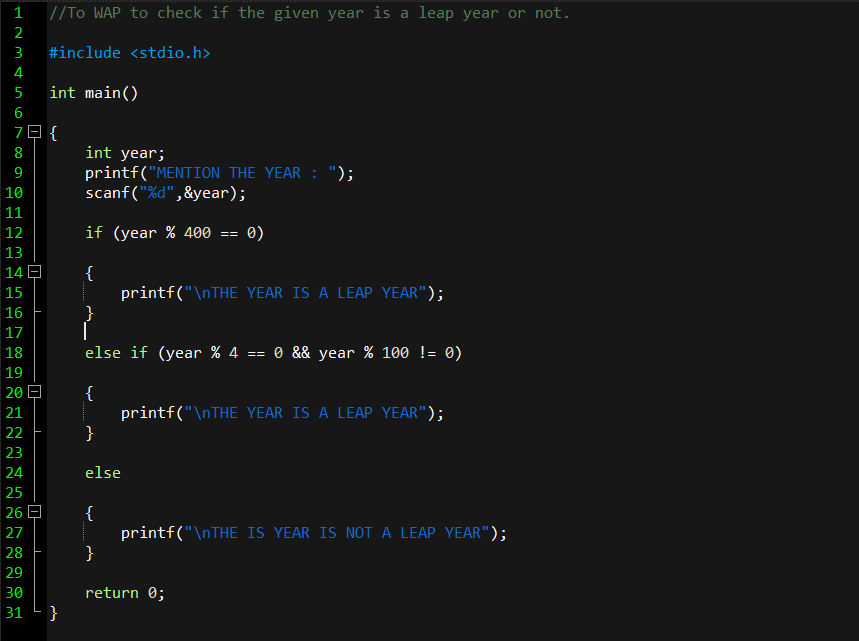 1 //To WAP to check if the given year is a leap year or not.
2
3 #include <stdio.h>
4
5 int main()
6
7 {
8 int year;
9 printf("MENTION THE YEAR : ");
10 scanf("%d",&year);
11
12 if (year % 400 == 0)
13
14 {
15 printf("\nTHE YEAR IS A LEAP YEAR");
16 }
17
18 else if (year % 4 == 0 && year % 100 != 0)
19
20 {
21 printf("\nTHE YEAR IS A LEAP YEAR");
22 }
23
24 else
25
26 {
27 printf("\nTHE IS YEAR IS NOT A LEAP YEAR");
28 }
29
30 return 0;
31 }